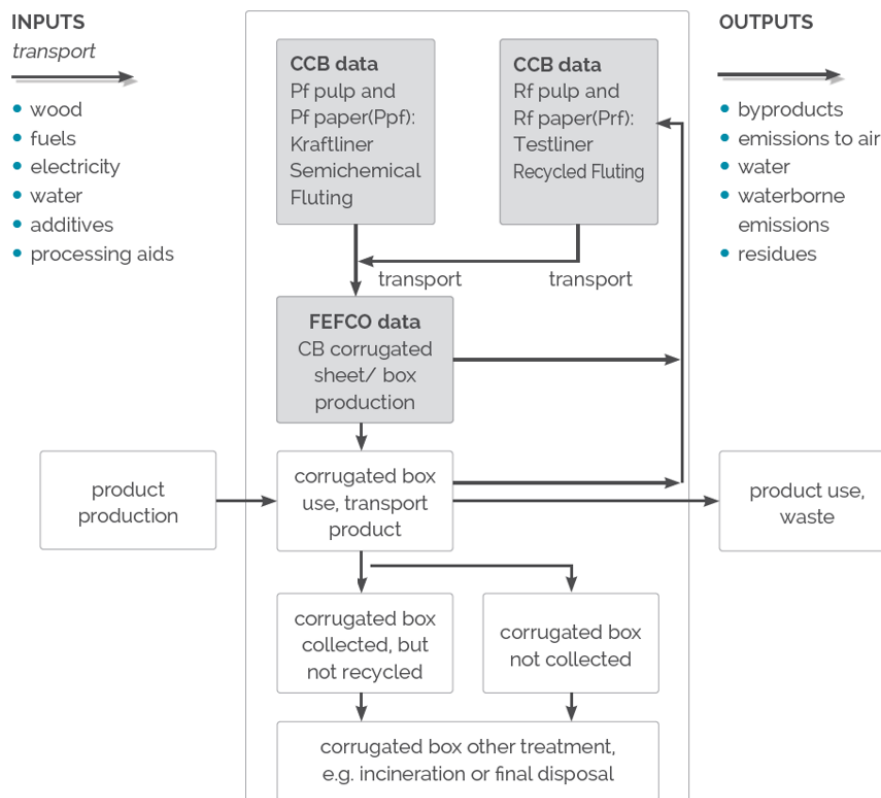 INPUTS
transport
wood
fuels
electricity
water
additives
processing aids
CCB data
Pf pulp and
Pf paper(Ppf):
Kraftliner
Semichemical
Fluting
CCB data
Rf pulp and
Rf paper(Prf):
Testliner
Recycled Fluting
OUTPUTS
byproducts
emissions to air
water
waterborne
emissions
residues
transport
transport
FEFCO data
CB corrugated
sheet/ box
production
product
production
corrugated box
use, transport
product
product use,
waste
corrugated box
collected, but
not recycled
corrugated box
not collected
corrugated box other treatment,
e.g. incineration or final disposal